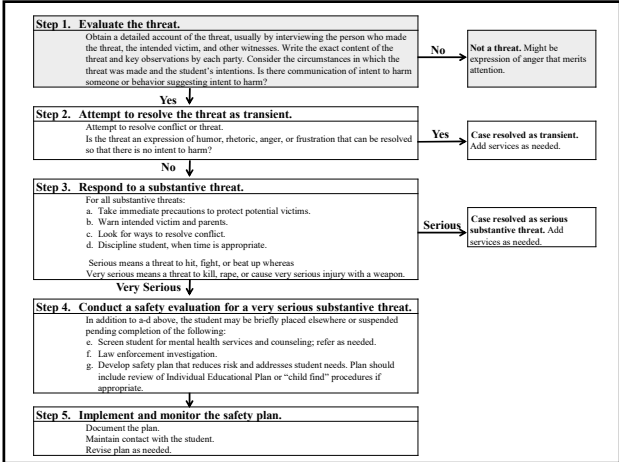 Step 1. Evaluate the threat.
Obtain a detailed account of the threat, usually by interviewing the person who made
the threat, the intended victim, and other witnesses. Write the exact content of the
threat and key observations by each party. Consider the circumstances in which the
threat was made and the student's intentions. Is there communication of intent to harm
someone or behavior suggesting intent to harm?
No
Not a threat. Might be
expression of anger that merits
attention.
Yes
Step 2. Attempt to resolve the threat as transient.
Attempt to resolve conflict or threat.
Is the threat an expression of humor, rhetoric, anger, or frustration that can be resolved
so that there is no intent to harm?
Yes
Case resolved as transient.
Add services as needed.
No
Step 3. Respond to a substantive threat.
For all substantive threats:
a. Take immediate precautions to protect potential victims.
b. Warn intended victim and parents.
c. Look for ways to resolve conflict.
d. Discipline student, when time is appropriate.
Serious means a threat to hit, fight, or beat up whereas
Very serious means a threat to kill, rape, or cause very serious injury with a weapon.
Serious
Case resolved as serious
substantive threat. Add
services as needed.
Very Serious
Step 4. Conduct a safety evaluation for a very serious substantive threat.
In addition to a-d above, the student may be briefly placed elsewhere or suspended
pending completion of the following:
e. Screen student for mental health services and counseling; refer as needed.
f. Law enforcement investigation.
g. Develop safety plan that reduces risk and addresses student needs. Plan should
include review of Individual Educational Plan or "child find" procedures if
appropriate.
Step 5. Implement and monitor the safety plan.
Document the plan.
Maintain contact with the student.
Revise plan as needed.